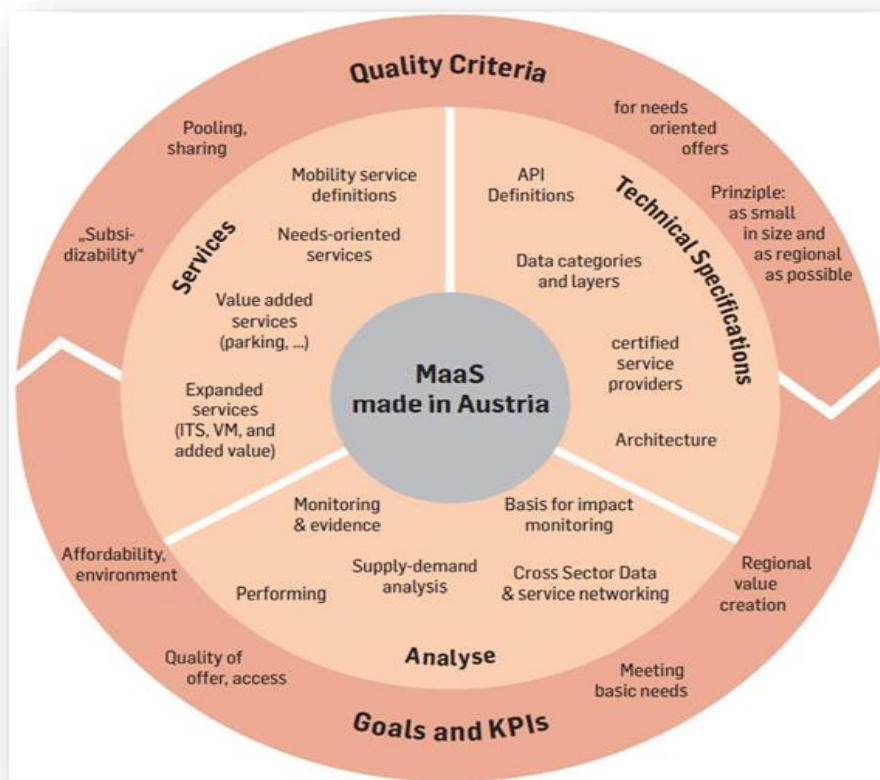 Quality Criteria
Pooling,
sharing
„Subsi-
dizability“
for needs
oriented
offers
Prinziple:
as small
in size and
as regional
as possible
Services
Mobility service
definitions
Needs-oriented
services
Value added
services
(parking, ...)
Expanded
services
(ITS, VM, and
added value)
Technical Specifications
API
Definitions
Data categories
and layers
certified
service
providers
Architecture
MaaS
made in Austria
Monitoring
& evidence
Basis for impact
monitoring
Performing
Supply-demand
analysis
Cross Sector Data
& service networking
Analyse
Affordability,
environment
Quality of
offer, access
Regional
value
creation
Meeting
basic needs
Goals and KPIs